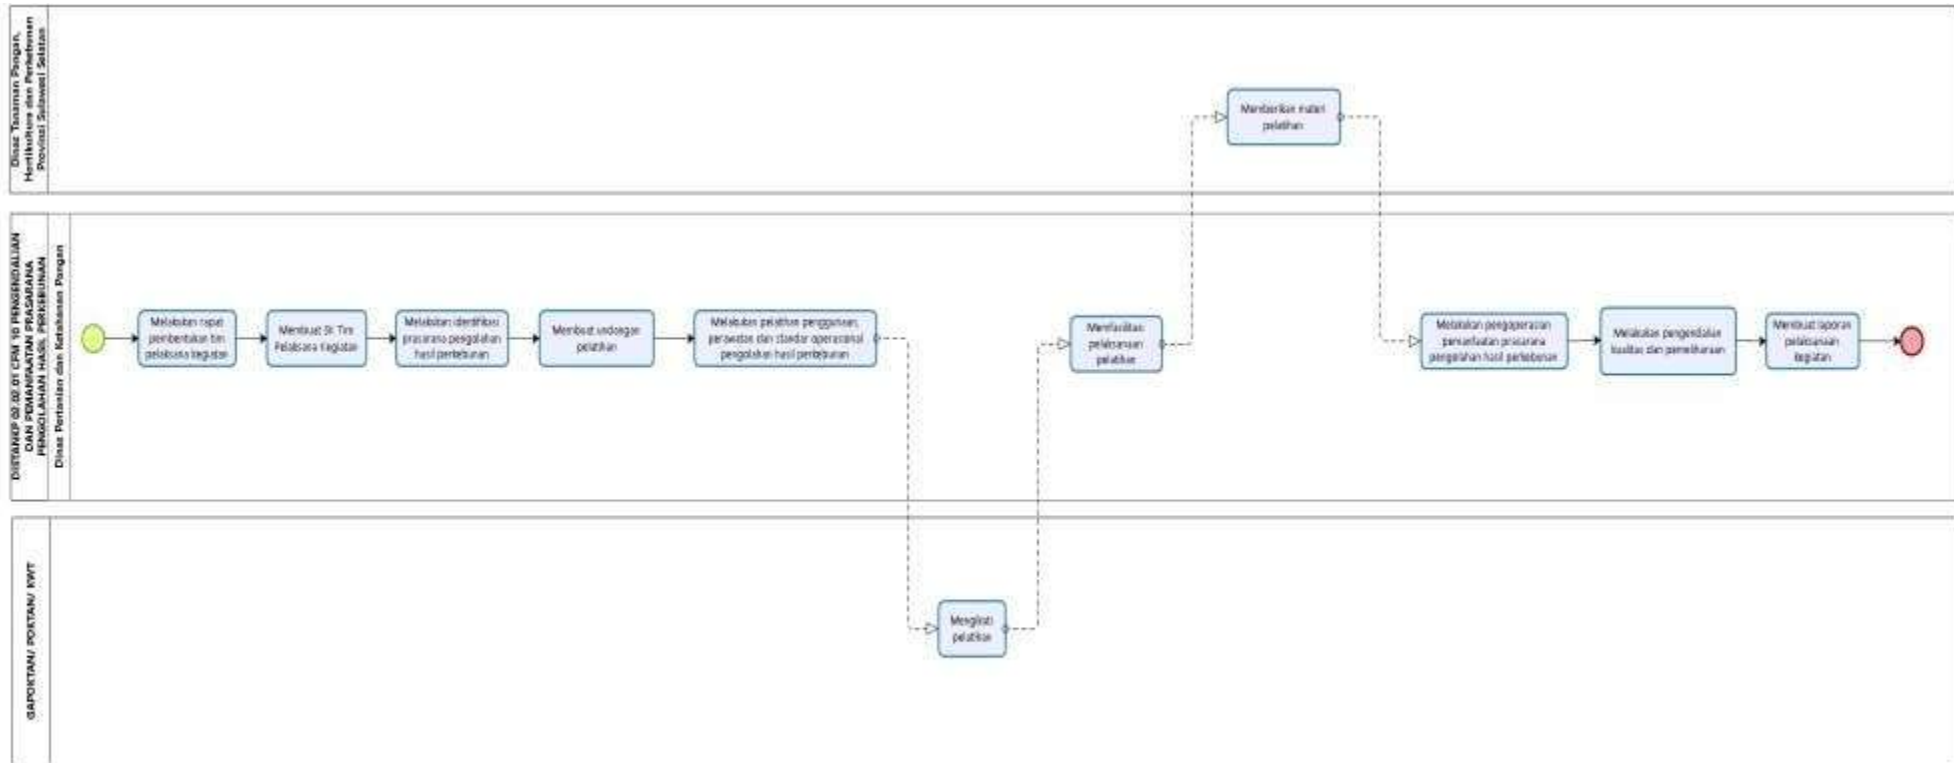 Dinas Tanaman Pangan,
Hortikultura dan Perkebunan
Provinsi Sulawesi Selatan
Memberikan materi
pelatihan
DISTANKP 02.02.01 CFM 10 PENGENDALIAN
DAN PEMANFAATAN PRASARANA
PENGOLAHAN HASIL PERKEBUNAN
Dinas Pertanian dan Ketahanan Pangan
Melakukan rapat
pembentukan tim
pelaksana kegiatan
Membuat SK Tim
Pelaksana Kegiatan
Melakukan identifikasi
prasarana pengolahan
hasil perkebunan
Membuat undangan
pelatihan
Melakukan pelatihan penggunaan,
perawatan dan standar operasional
pengolahan hasil perkebunan
Memfasilitasi
pelaksanaan
pelatihan
Melakukan pengoperasian
pemanfaatan prasarana
pengolahan hasil perkebunan
Melakukan pengendalian
kualitas dan pemeliharaan
Membuat laporan
pelaksanaan
kegiatan
GAPOKTAN/ POKTAN/ KWT
Mengikuti
pelatihan